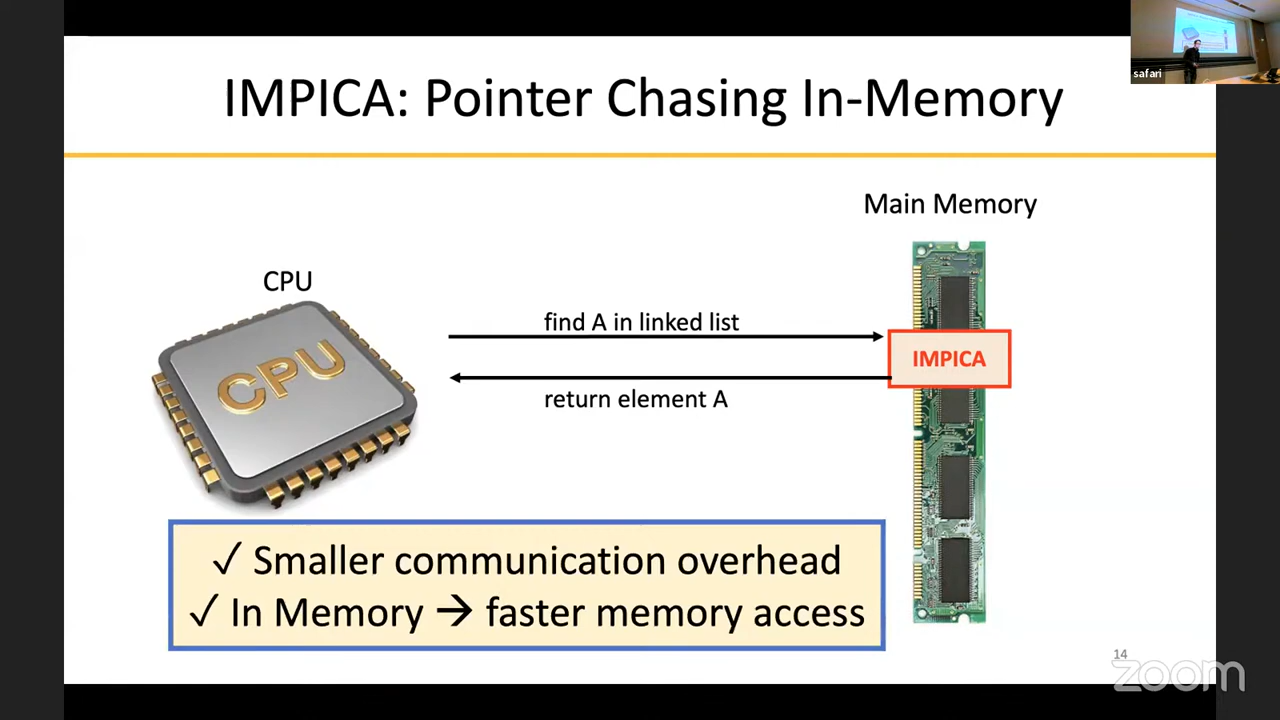 IMPICA: Pointer Chasing In-Memory
safari
Main Memory
CPU
CPU
find A in linked list
IMPICA
return element A
✓ Smaller communication overhead
✓ In Memory → faster memory access
14
zoom